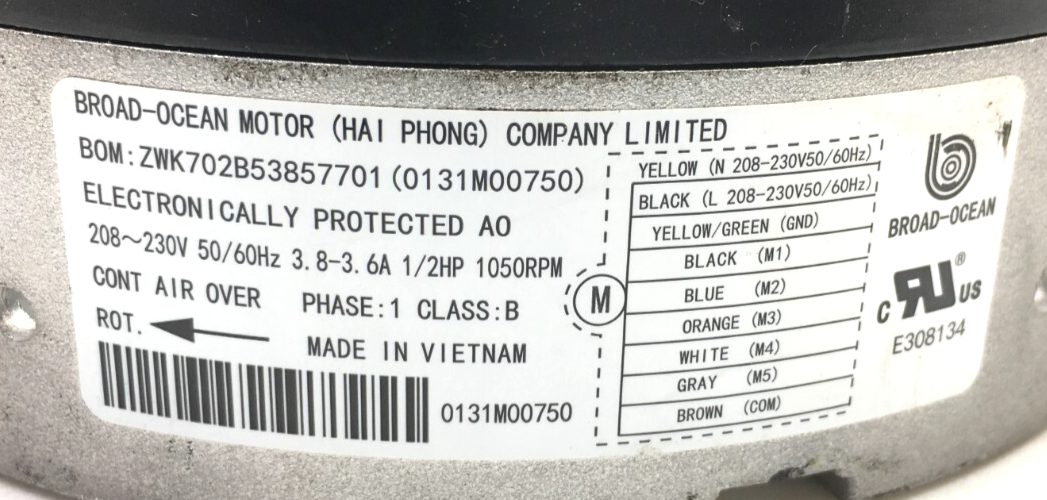 BROAD-OCEAN MOTOR (HAI PHONG) COMPANY LIMITED
BOM:ZWK702B53857701(0131M00750)
ELECTRONICALLY PROTECTED AO
208~230V 50/60Hz 3.8-3.6A 1/2HP 1050RPM
CONT AIR OVER PHASE:1 CLASS:B
ROT.
MADE IN VIETNAM
0131M00750
M
YELLOW (N 208-230V50/60Hz)
BLACK (L 208-230V50/60Hz)
YELLOW/GREEN (GND)
BLACK (M1)
BLUE (M2)
ORANGE (M3)
WHITE (M4)
GRAY (M5)
BROWN (COM)
BROAD-OCEAN
c RU ® US
E308134